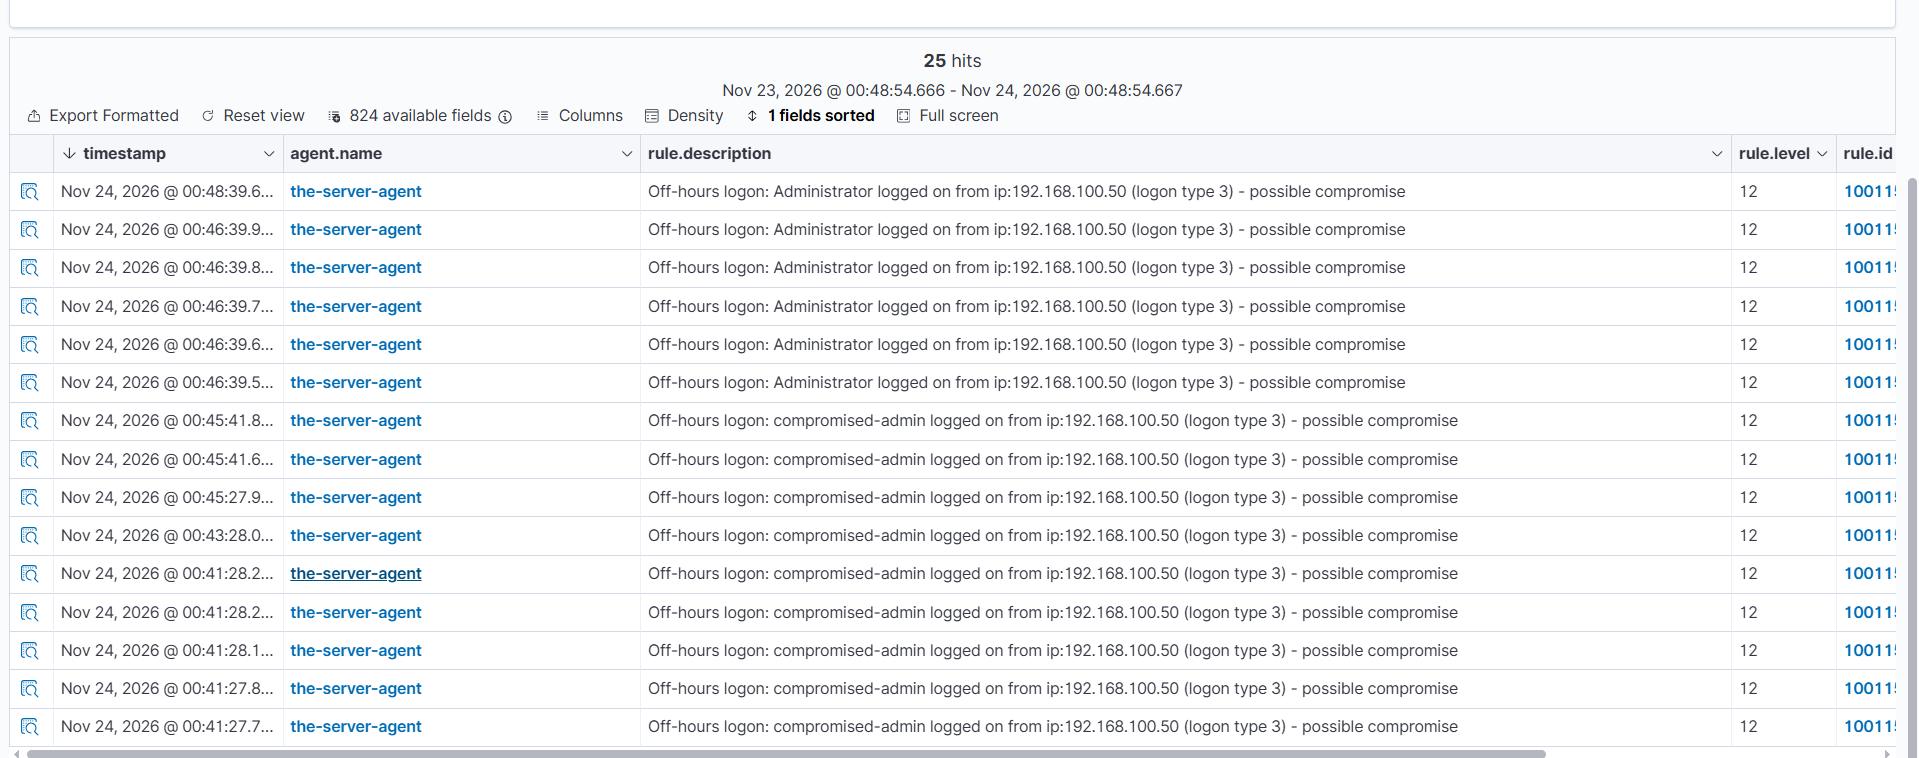 25 hits
Nov 23, 2026 @ 00:48:54.666 - Nov 24, 2026 @ 00:48:54.667
Export Formatted Reset view 824 available fields Columns Density 1 fields sorted Full screen
timestamp agent.name rule.description rule.level rule.id
Nov 24, 2026 @ 00:48:39.6... the-server-agent Off-hours logon: Administrator logged on from ip:192.168.100.50 (logon type 3) - possible compromise 12 10011
Nov 24, 2026 @ 00:46:39.9... the-server-agent Off-hours logon: Administrator logged on from ip:192.168.100.50 (logon type 3) - possible compromise 12 10011
Nov 24, 2026 @ 00:46:39.8... the-server-agent Off-hours logon: Administrator logged on from ip:192.168.100.50 (logon type 3) - possible compromise 12 10011
Nov 24, 2026 @ 00:46:39.7... the-server-agent Off-hours logon: Administrator logged on from ip:192.168.100.50 (logon type 3) - possible compromise 12 10011
Nov 24, 2026 @ 00:46:39.6... the-server-agent Off-hours logon: Administrator logged on from ip:192.168.100.50 (logon type 3) - possible compromise 12 10011
Nov 24, 2026 @ 00:46:39.5... the-server-agent Off-hours logon: Administrator logged on from ip:192.168.100.50 (logon type 3) - possible compromise 12 10011
Nov 24, 2026 @ 00:45:41.8... the-server-agent Off-hours logon: compromised-admin logged on from ip:192.168.100.50 (logon type 3) - possible compromise 12 10011
Nov 24, 2026 @ 00:45:41.6... the-server-agent Off-hours logon: compromised-admin logged on from ip:192.168.100.50 (logon type 3) - possible compromise 12 10011
Nov 24, 2026 @ 00:45:27.9... the-server-agent Off-hours logon: compromised-admin logged on from ip:192.168.100.50 (logon type 3) - possible compromise 12 10011
Nov 24, 2026 @ 00:43:28.0... the-server-agent Off-hours logon: compromised-admin logged on from ip:192.168.100.50 (logon type 3) - possible compromise 12 10011
Nov 24, 2026 @ 00:41:28.2... the-server-agent Off-hours logon: compromised-admin logged on from ip:192.168.100.50 (logon type 3) - possible compromise 12 10011
Nov 24, 2026 @ 00:41:28.2... the-server-agent Off-hours logon: compromised-admin logged on from ip:192.168.100.50 (logon type 3) - possible compromise 12 10011
Nov 24, 2026 @ 00:41:28.1... the-server-agent Off-hours logon: compromised-admin logged on from ip:192.168.100.50 (logon type 3) - possible compromise 12 10011
Nov 24, 2026 @ 00:41:27.8... the-server-agent Off-hours logon: compromised-admin logged on from ip:192.168.100.50 (logon type 3) - possible compromise 12 10011
Nov 24, 2026 @ 00:41:27.7... the-server-agent Off-hours logon: compromised-admin logged on from ip:192.168.100.50 (logon type 3) - possible compromise 12 10011